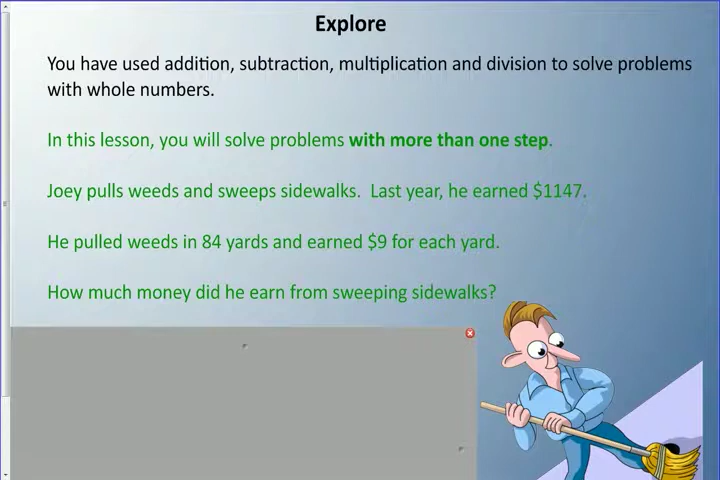 Explore
You have used addition, subtraction, multiplication and division to solve problems
with whole numbers.
In this lesson, you will solve problems with more than one step.
Joey pulls weeds and sweeps sidewalks.  Last year, he earned $1147.
He pulled weeds in 84 yards and earned $9 for each yard.
How much money did he earn from sweeping sidewalks?